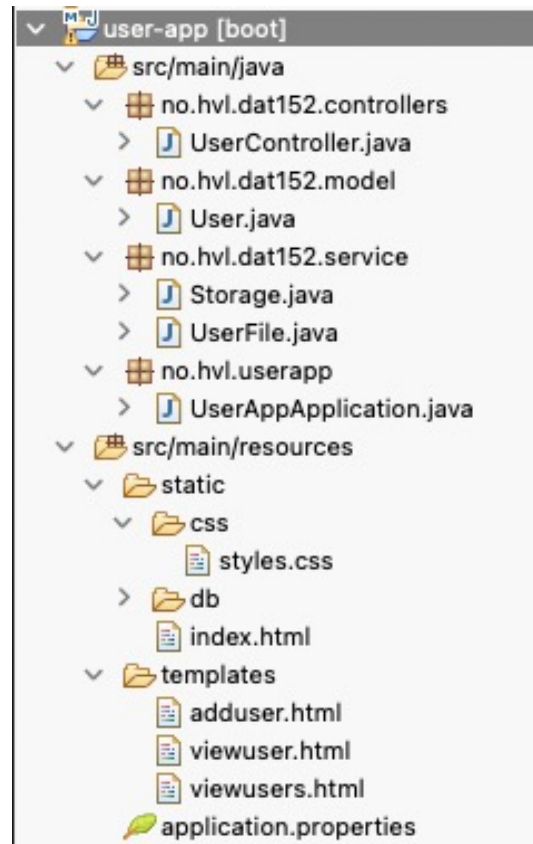 user-app [boot]
src/main/java
no.hvl.dat152.controllers
UserController.java
no.hvl.dat152.model
User.java
no.hvl.dat152.service
Storage.java
UserFile.java
no.hvl.userapp
UserAppApplication.java
src/main/resources
static
css
styles.css
db
index.html
templates
adduser.html
viewuser.html
viewusers.html
application.properties